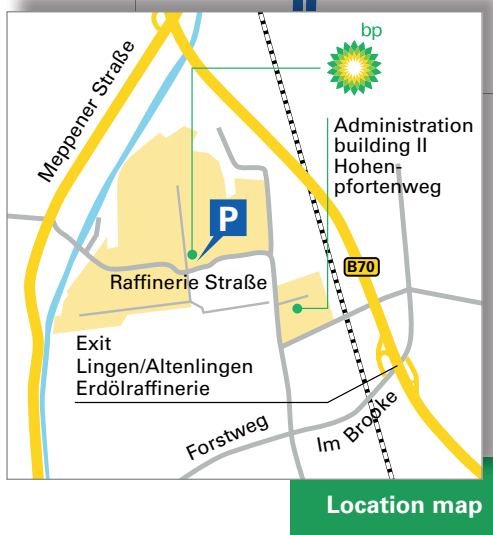 bp
Meppener Straße
Administration
building II
Hohen-
pfortenweg
P
B70
Raffinerie Straße
Exit
Lingen/Altenlingen
Erdölraffinerie
Forstweg
Im Brooke
Location map